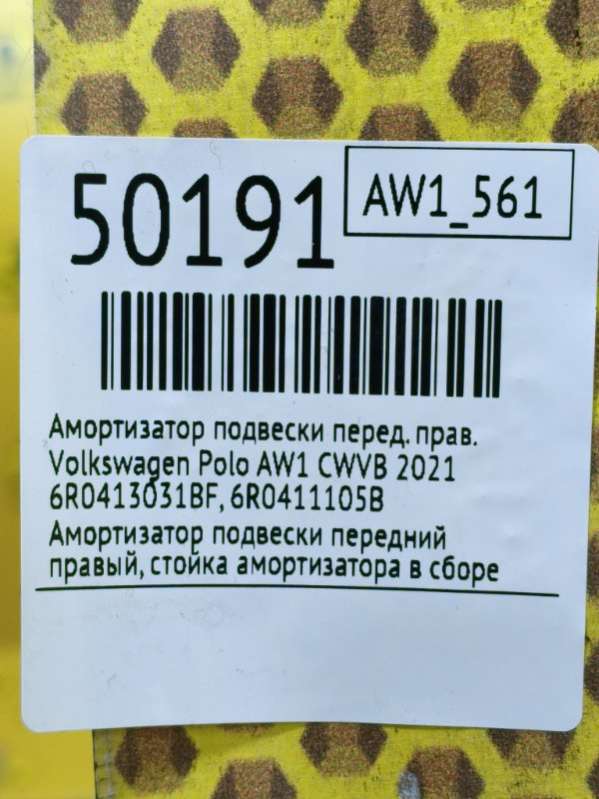 50191
AW1_561
Амортизатор подвески перед. прав.
Volkswagen Polo AW1 CWVB 2021
6R0413031BF, 6R0411105B
Амортизатор подвески передний
правый, стойка амортизатора в сборе